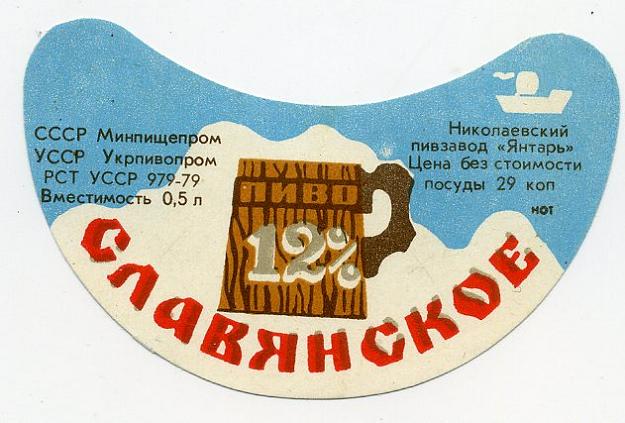 СССР Минпищепром
УССР Укрпивопром
РСТ УССР 979-79
Вместимость 0,5 л
Николаевский
пивзавод «Янтарь»
Цена без стоимости
посуды 29 коп
нот
ПИВО
12%
СЛАВЯНСКОЕ